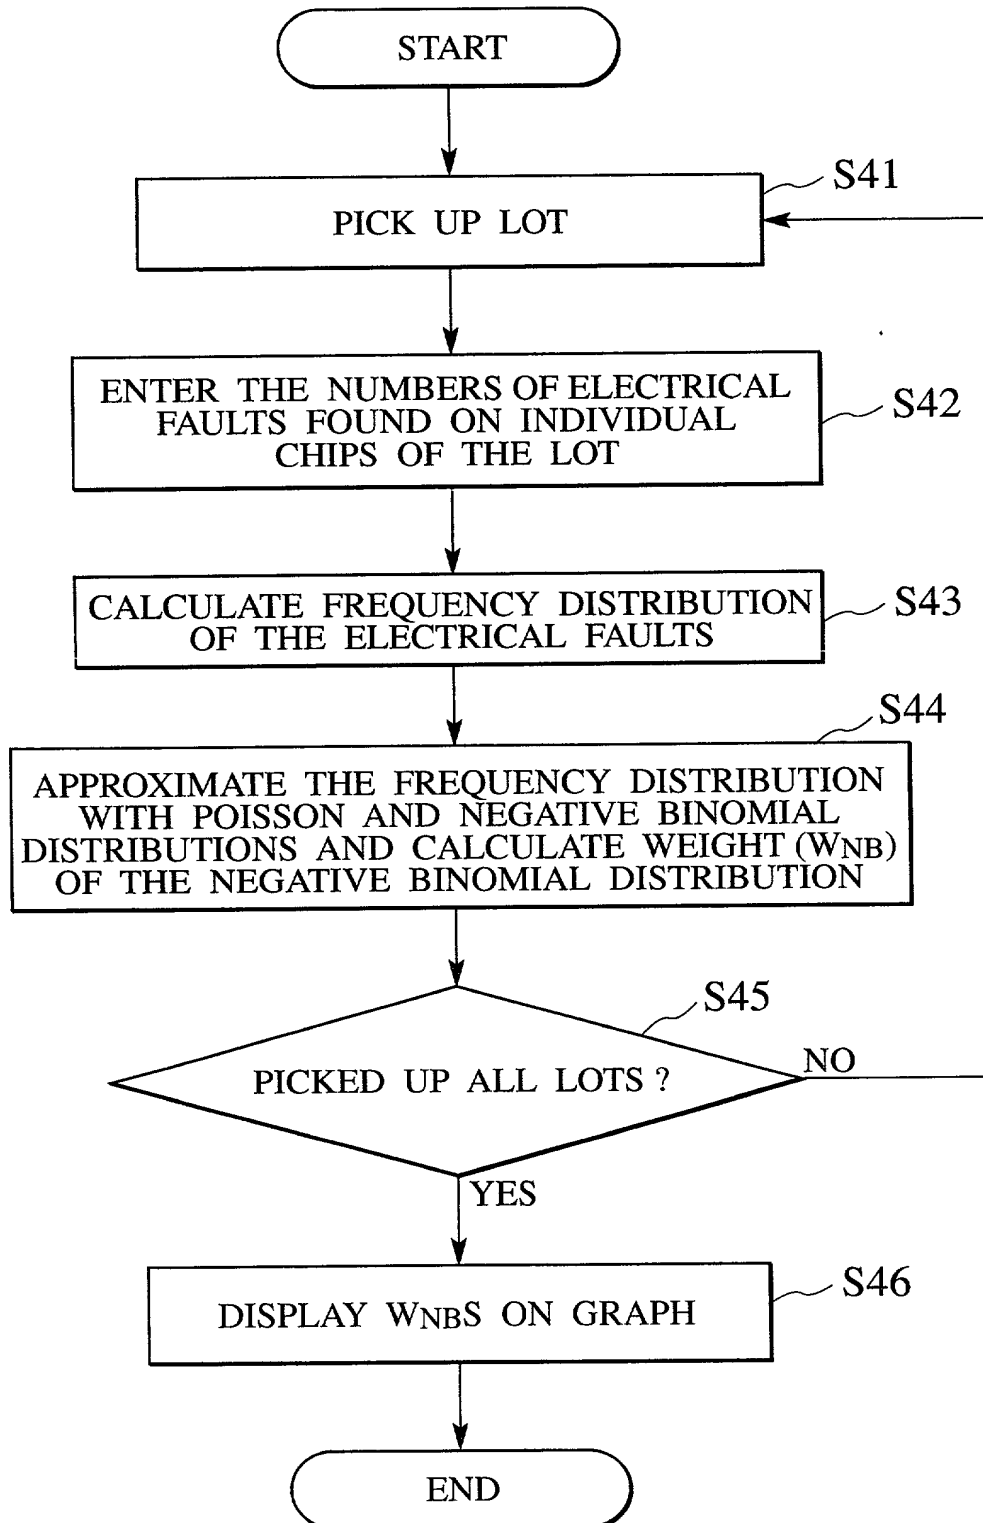 START
S41
PICK UP LOT
ENTER THE NUMBERS OF ELECTRICAL
FAULTS FOUND ON INDIVIDUAL
CHIPS OF THE LOT
S42
CALCULATE FREQUENCY DISTRIBUTION
OF THE ELECTRICAL FAULTS
S43
S44
APPROXIMATE THE FREQUENCY DISTRIBUTION
WITH POISSON AND NEGATIVE BINOMIAL
DISTRIBUTIONS AND CALCULATE WEIGHT (WNB)
OF THE NEGATIVE BINOMIAL DISTRIBUTION
S45
PICKED UP ALL LOTS ?
NO
YES
S46
DISPLAY WNBS ON GRAPH
END